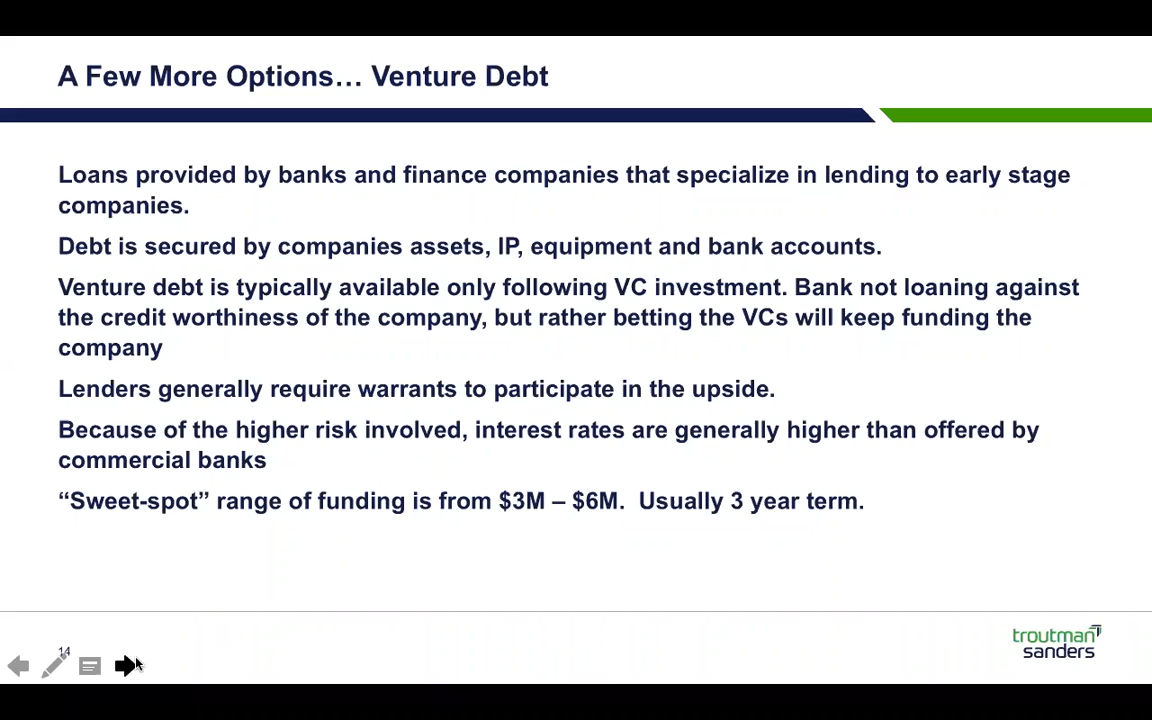 A Few More Options… Venture Debt
Loans provided by banks and finance companies that specialize in lending to early stage
companies.
Debt is secured by companies assets, IP, equipment and bank accounts.
Venture debt is typically available only following VC investment. Bank not loaning against
the credit worthiness of the company, but rather betting the VCs will keep funding the
company
Lenders generally require warrants to participate in the upside.
Because of the higher risk involved, interest rates are generally higher than offered by
commercial banks
“Sweet-spot” range of funding is from $3M – $6M.  Usually 3 year term.
14
troutman
sanders